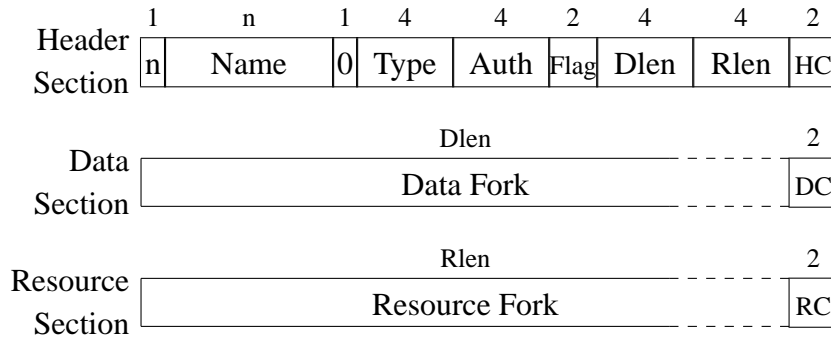 1 n 1 4 4 2 4 4 2
Header Section
n Name 0 Type Auth Flag Dlen Rlen HC
Dlen 2
Data Section
Data Fork DC
Rlen 2
Resource Section
Resource Fork RC